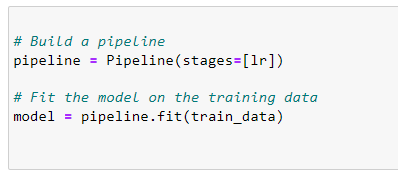 # Build a pipeline
pipeline = Pipeline(stages=[lr])
# Fit the model on the training data
model = pipeline.fit(train_data)